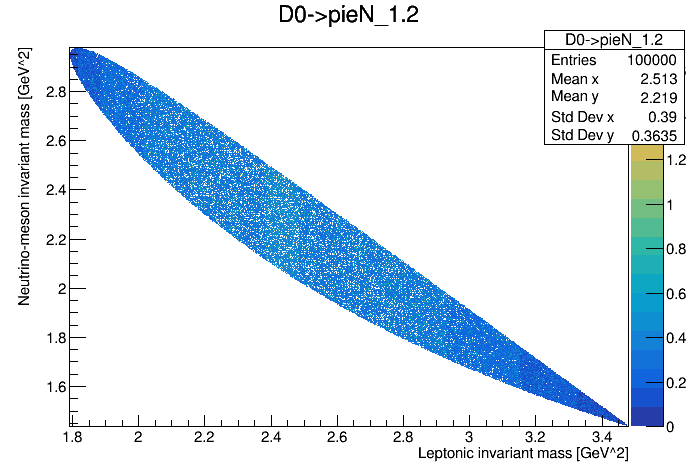 D0->pieN_1.2
D0->pieN_1.2
Entries 100000
Mean x 2.513
Mean y 2.219
Std Dev x 0.39
Std Dev y 0.3635
Neutrino-meson invariant mass [GeV^2]
2.8
2.6
2.4
2.2
2
1.8
1.6
1.2
1
0.8
0.6
0.4
0.2
0
1.8 2 2.2 2.4 2.6 2.8 3 3.2 3.4
Leptonic invariant mass [GeV^2]